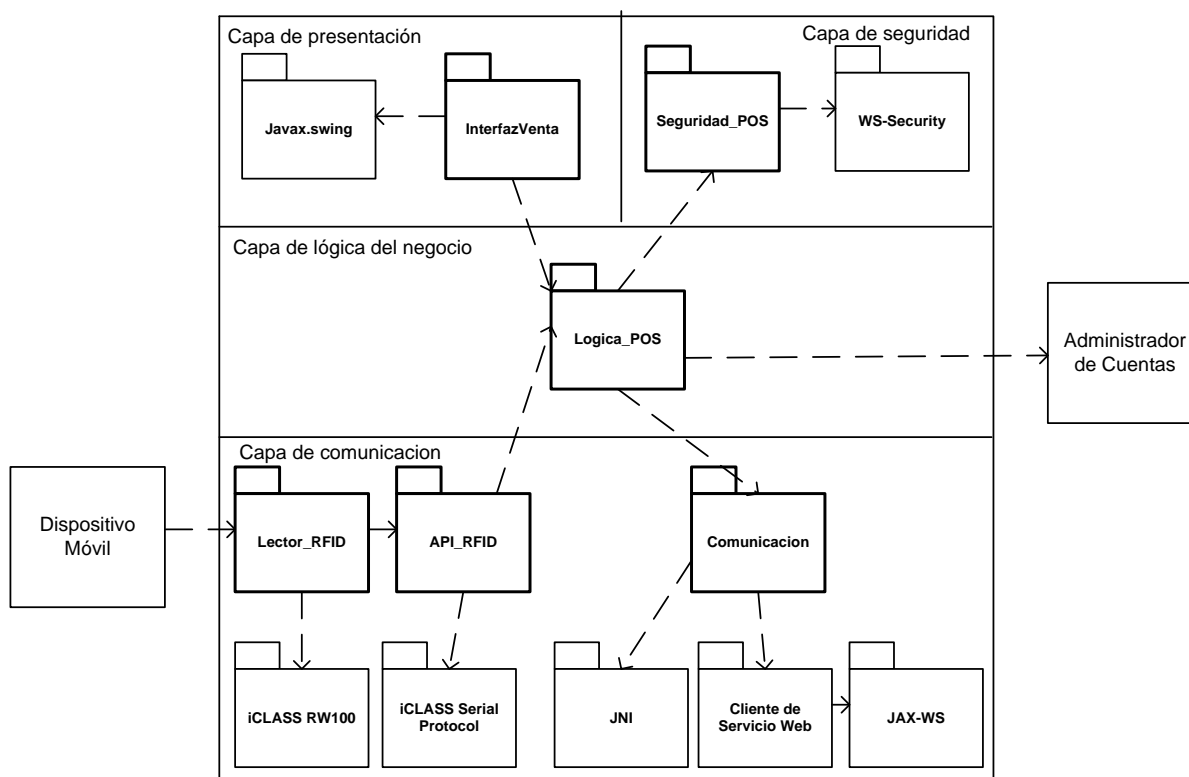 Capa de presentación
Capa de seguridad
Javax.swing
InterfazVenta
Seguridad_POS
WS-Security
Capa de lógica del negocio
Logica_POS
Administrador
de Cuentas
Capa de comunicacion
Dispositivo
Móvil
Lector_RFID
API_RFID
Comunicacion
iCLASS RW100
iCLASS Serial
Protocol
JNI
Cliente de
Servicio Web
JAX-WS